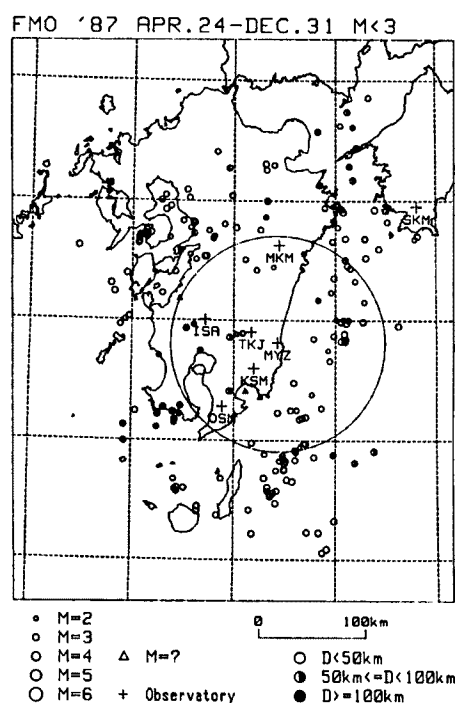 FMO '87 APR.24-DEC.31 M<3
SKM
MKM
ISA
TKJ
MYZ
KSM
OSM
0 100km
M=2
M=3
M=4 M=?
M=5
M=6 + Observatory
D<50km
50km<=D<100km
D>=100km